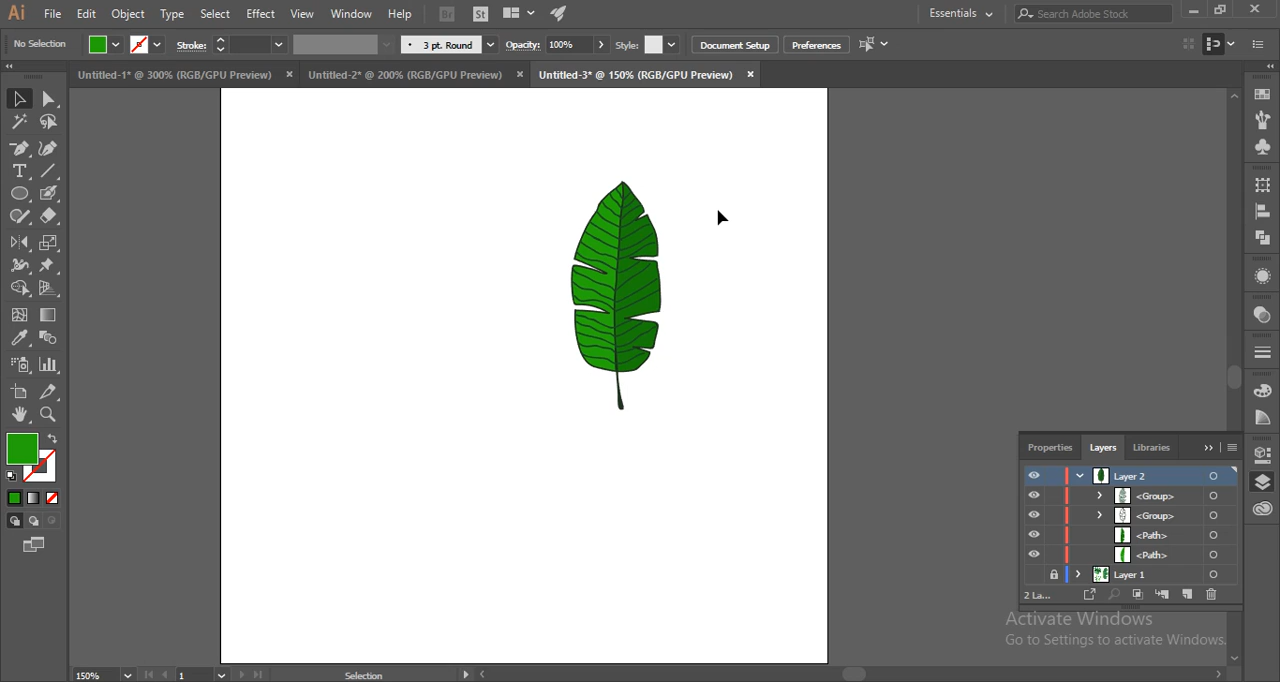 Ai File Edit Object Type Select Effect View Window Help Br St Essentials Search Adobe Stock
No Selection Stroke: 3 pt. Round Opacity: 100% Style: Document Setup Preferences
Untitled-1* @ 300% (RGB/GPU Preview) Untitled-2* @ 200% (RGB/GPU Preview) Untitled-3* @ 150% (RGB/GPU Preview)
T
Properties Layers Libraries
Layer 2
<Group>
<Group>
<Path>
<Path>
Layer 1
2 La...
Activate Windows
Go to Settings to activate Windows.
150% 1 Selection